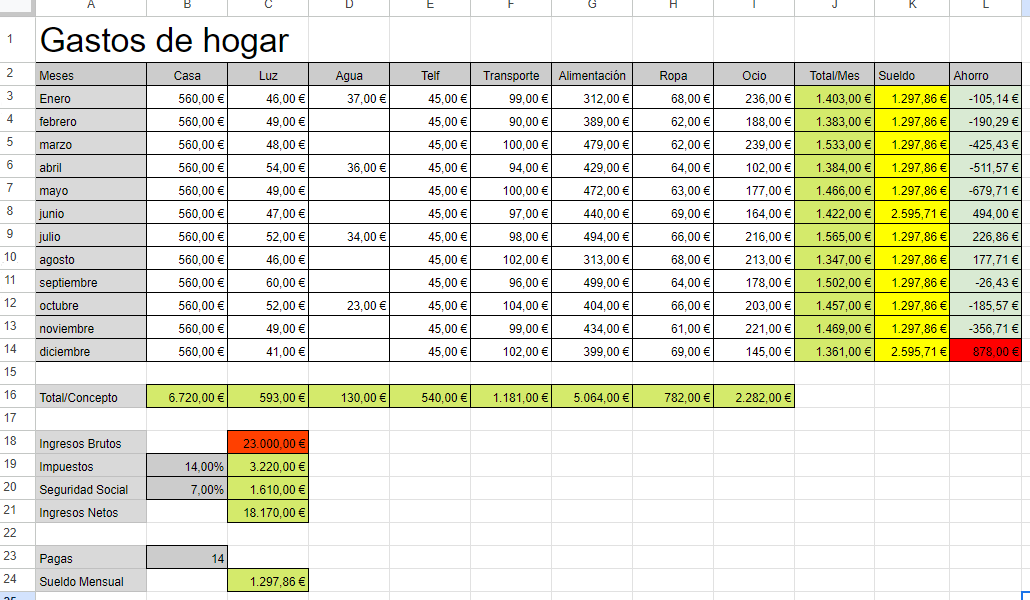 A B C D E F G H I J K L
1 Gastos de hogar
2 Meses Casa Luz Agua Telf Transporte Alimentación Ropa Ocio Total/Mes Sueldo Ahorro
3 Enero 560,00 € 46,00 € 37,00 € 45,00 € 99,00 € 312,00 € 68,00 € 236,00 € 1.403,00 € 1.297,86 € -105,14 €
4 febrero 560,00 € 49,00 € 45,00 € 90,00 € 389,00 € 62,00 € 188,00 € 1.383,00 € 1.297,86 € -190,29 €
5 marzo 560,00 € 48,00 € 45,00 € 100,00 € 479,00 € 62,00 € 239,00 € 1.533,00 € 1.297,86 € -425,43 €
6 abril 560,00 € 54,00 € 36,00 € 45,00 € 94,00 € 429,00 € 64,00 € 102,00 € 1.384,00 € 1.297,86 € -511,57 €
7 mayo 560,00 € 49,00 € 45,00 € 100,00 € 472,00 € 63,00 € 177,00 € 1.466,00 € 1.297,86 € -679,71 €
8 junio 560,00 € 47,00 € 45,00 € 97,00 € 440,00 € 69,00 € 164,00 € 1.422,00 € 2.595,71 € 494,00 €
9 julio 560,00 € 52,00 € 34,00 € 45,00 € 98,00 € 494,00 € 66,00 € 216,00 € 1.565,00 € 1.297,86 € 226,86 €
10 agosto 560,00 € 46,00 € 45,00 € 102,00 € 313,00 € 68,00 € 213,00 € 1.347,00 € 1.297,86 € 177,71 €
11 septiembre 560,00 € 60,00 € 45,00 € 96,00 € 499,00 € 64,00 € 178,00 € 1.502,00 € 1.297,86 € -26,43 €
12 octubre 560,00 € 52,00 € 23,00 € 45,00 € 104,00 € 404,00 € 66,00 € 203,00 € 1.457,00 € 1.297,86 € -185,57 €
13 noviembre 560,00 € 49,00 € 45,00 € 99,00 € 434,00 € 61,00 € 221,00 € 1.469,00 € 1.297,86 € -356,71 €
14 diciembre 560,00 € 41,00 € 45,00 € 102,00 € 399,00 € 69,00 € 145,00 € 1.361,00 € 2.595,71 € 878,00 €
15
16 Total/Concepto 6.720,00 € 593,00 € 130,00 € 540,00 € 1.181,00 € 5.064,00 € 782,00 € 2.282,00 €
17
18 Ingresos Brutos 23.000,00 €
19 Impuestos 14,00% 3.220,00 €
20 Seguridad Social 7,00% 1.610,00 €
21 Ingresos Netos 18.170,00 €
22
23 Pagas 14
24 Sueldo Mensual 1.297,86 €
25